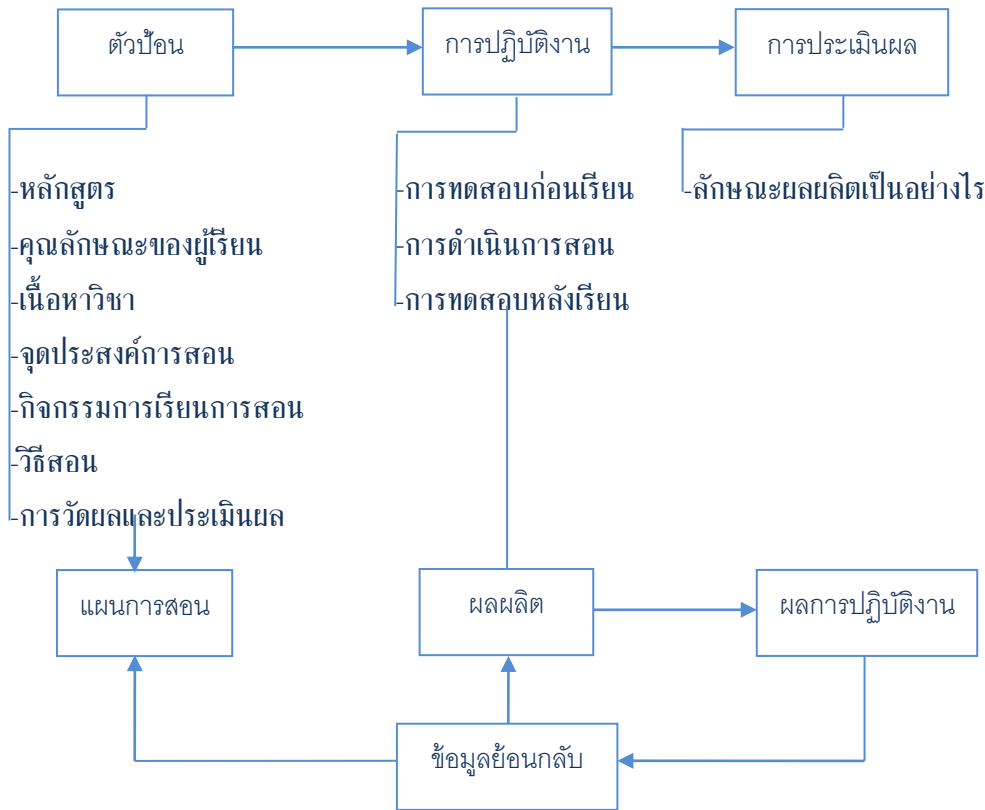 ตัวป้อน
การปฏิบัติงาน
การประเมินผล
-หลักสูตร
-คุณลักษณะของผู้เรียน
-เนื้อหาวิชา
-จุดประสงค์การสอน
-กิจกรรมการเรียนการสอน
-วิธีสอน
-การวัดผลและประเมินผล
-การทดสอบก่อนเรียน
-การดำเนินการสอน
-การทดสอบหลังเรียน
-ลักษณะผลผลิตเป็นอย่างไร
แผนการสอน
ผลผลิต
ผลการปฏิบัติงาน
ข้อมูลย้อนกลับ